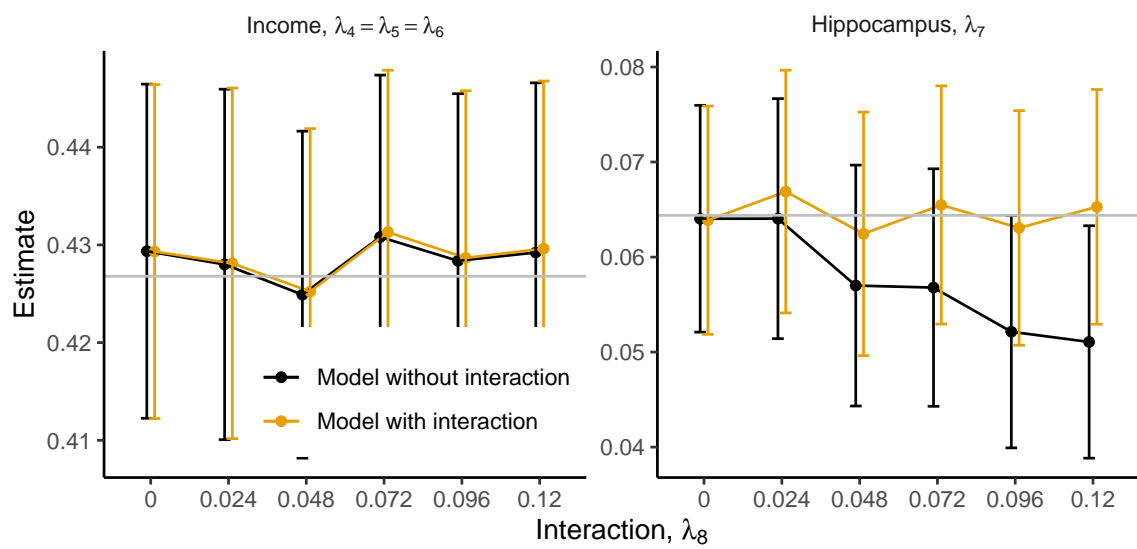 Income, λ4 = λ5 = λ6
Hippocampus, λ7
Estimate
0.44
0.43
0.42
0.41
0.08
0.07
0.06
0.05
0.04
Model without interaction
Model with interaction
0 0.024 0.048 0.072 0.096 0.12
0 0.024 0.048 0.072 0.096 0.12
Interaction, λ8